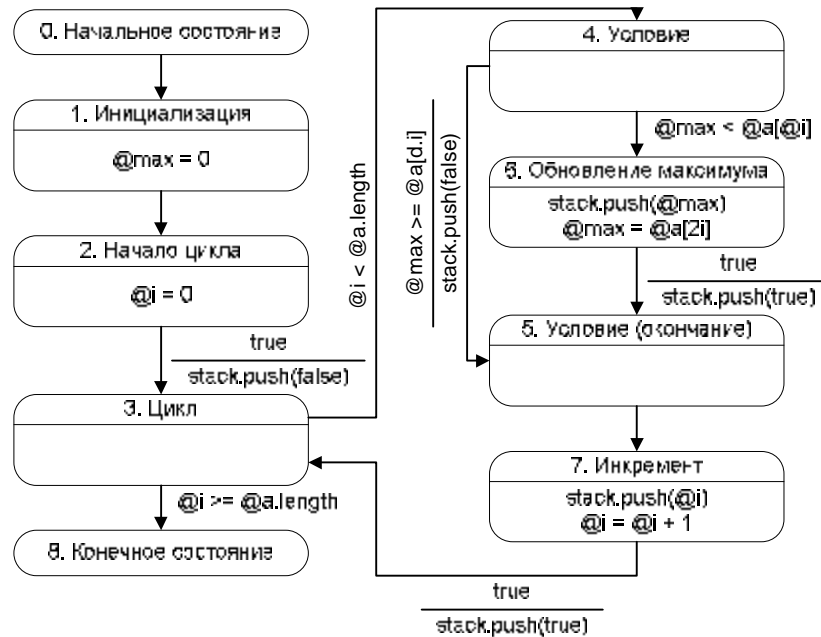 0. Начальное состояние
1. Инициализация
@max = 0
2. Начало цикла
@i = 0
true
stack.push(false)
3. Цикл
@i >= @a.length
8. Конечное состояние
@i < @a.length
4. Условие
@max >= @a[d.i]
stack.push(false)
@max < @a[@i]
6. Обновление максимума
stack.push(@max)
@max = @a[2i]
true
stack.push(true)
5. Условие (окончание)
7. Инкремент
stack.push(@i)
@i = @i + 1
true
stack.push(true)